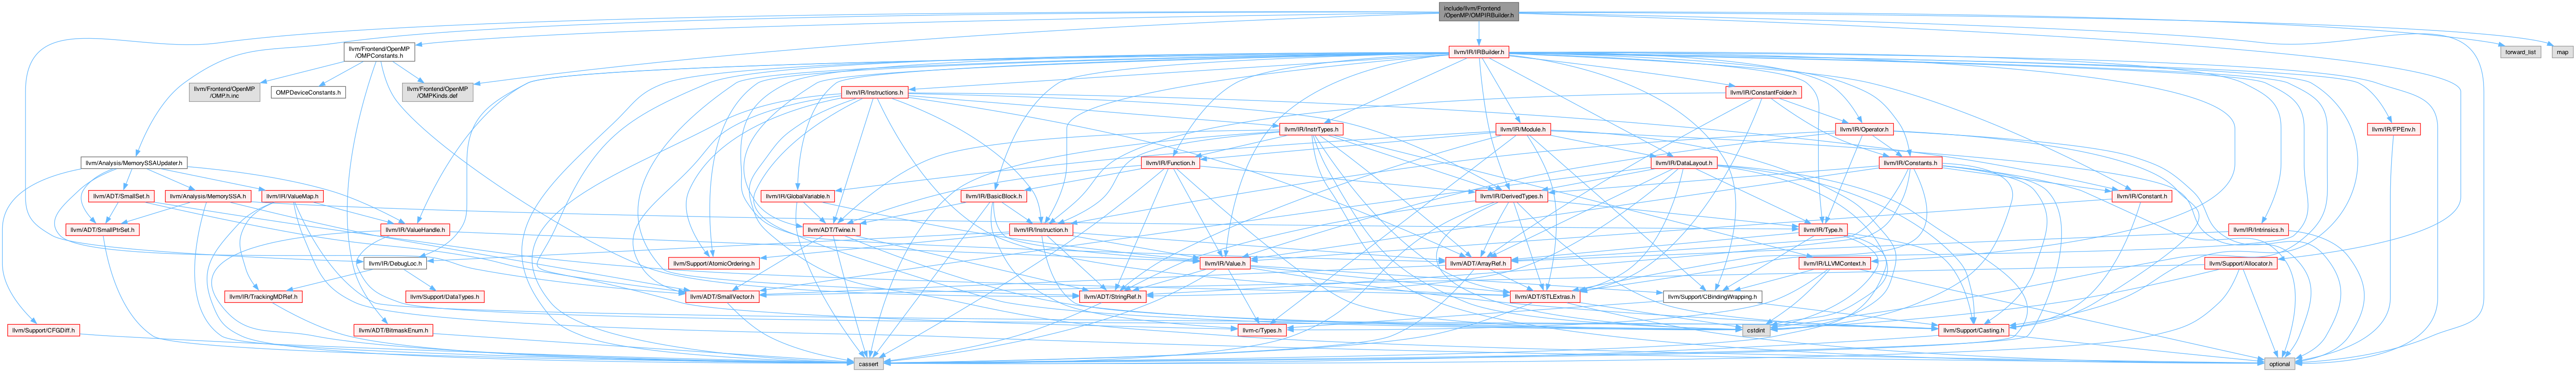 include/llvm/Frontend
/OpenMP/OMPIRBuilder.h
llvm/Frontend/OpenMP
/OMPConstants.h
llvm/IR/IRBuilder.h
forward_list
map
llvm/Frontend/OpenMP
/OMP.h.inc
OMPDeviceConstants.h
llvm/Frontend/OpenMP
/OMPKinds.def
llvm/IR/Instructions.h
llvm/IR/ConstantFolder.h
llvm/IR/InstrTypes.h
llvm/IR/Module.h
llvm/IR/Operator.h
llvm/IR/FPEnv.h
llvm/Analysis/MemorySSAUpdater.h
llvm/IR/Function.h
llvm/IR/DataLayout.h
llvm/IR/Constants.h
llvm/ADT/SmallSet.h
llvm/Analysis/MemorySSA.h
llvm/IR/ValueMap.h
llvm/IR/GlobalVariable.h
llvm/IR/BasicBlock.h
llvm/IR/DerivedTypes.h
llvm/IR/Constant.h
llvm/ADT/SmallPtrSet.h
llvm/IR/ValueHandle.h
llvm/ADT/Twine.h
llvm/IR/Instruction.h
llvm/IR/Type.h
llvm/IR/Intrinsics.h
llvm/IR/DebugLoc.h
llvm/Support/AtomicOrdering.h
llvm/IR/Value.h
llvm/ADT/ArrayRef.h
llvm/IR/LLVMContext.h
llvm/Support/Allocator.h
llvm/IR/TrackingMDRef.h
llvm/Support/DataTypes.h
llvm/ADT/SmallVector.h
llvm/ADT/StringRef.h
llvm/ADT/STLExtras.h
llvm/Support/CBindingWrapping.h
llvm/Support/CFGDiff.h
llvm/ADT/BitmaskEnum.h
llvm-c/Types.h
cstdint
llvm/Support/Casting.h
cassert
optional